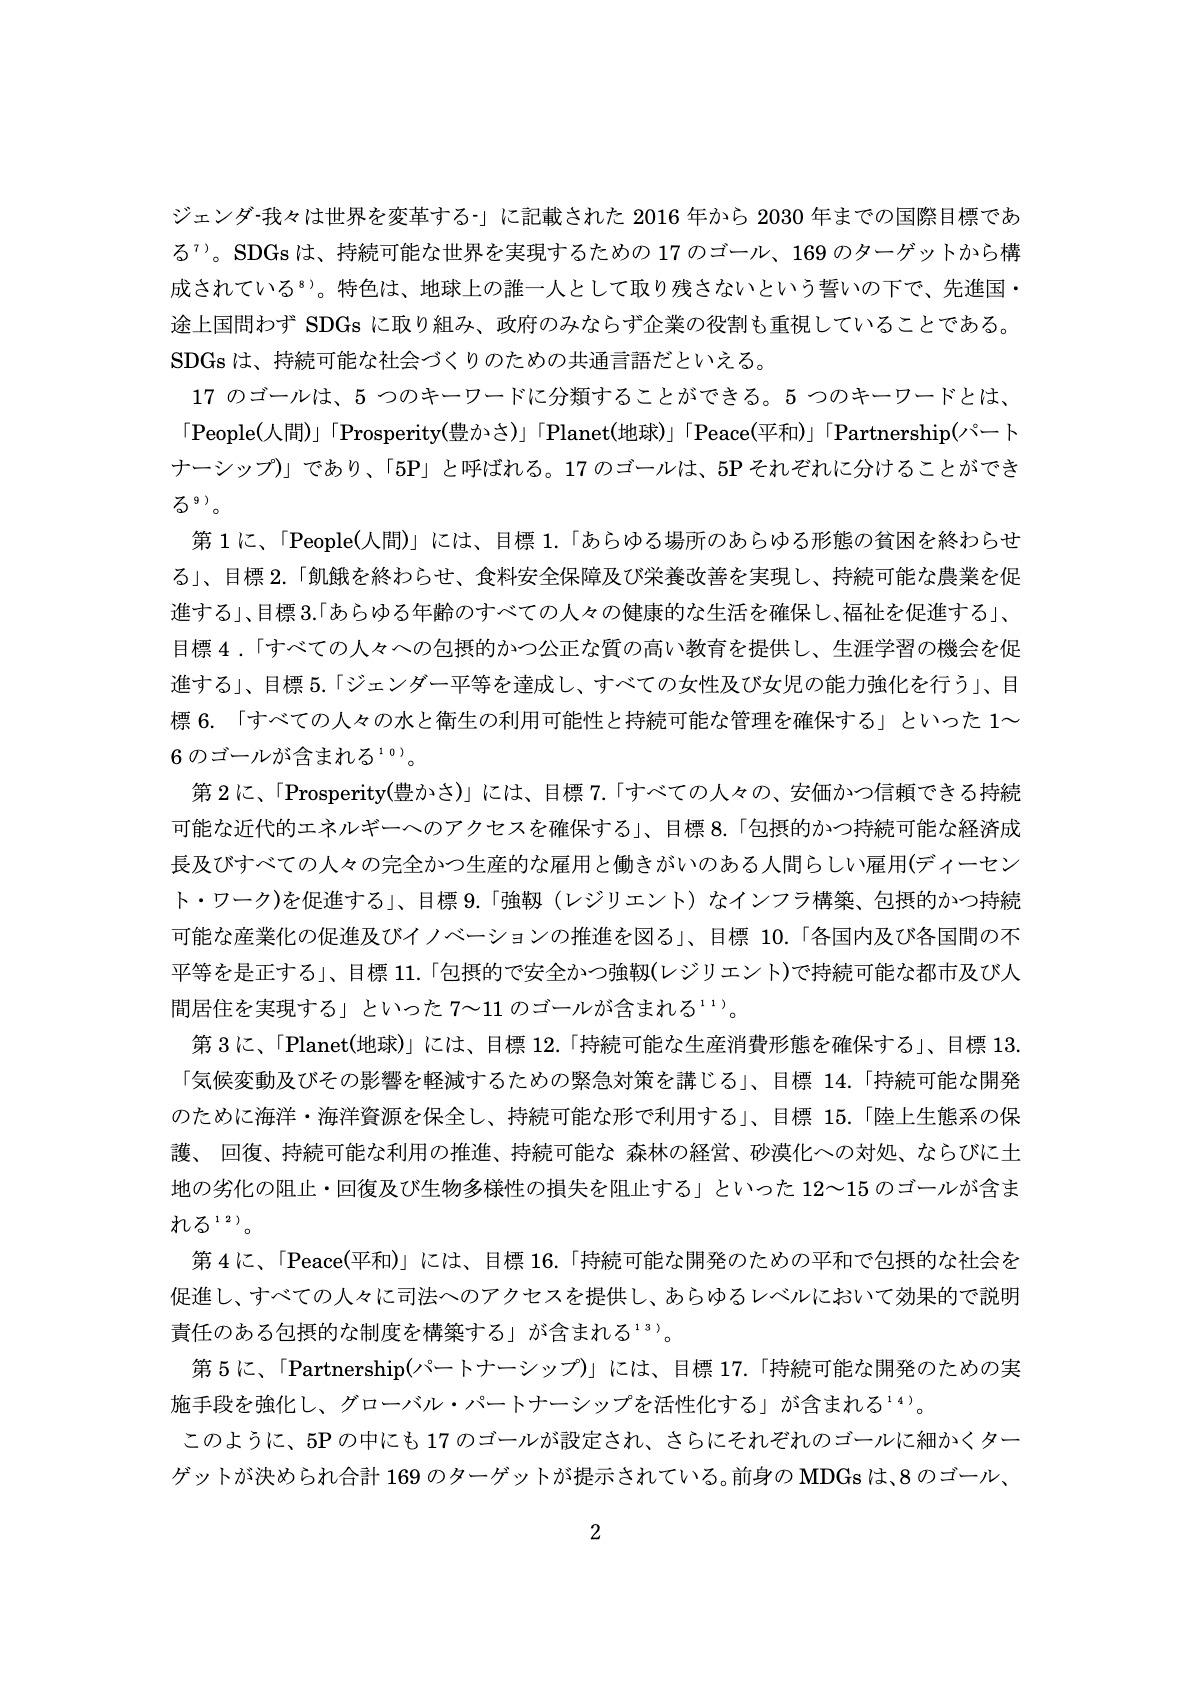 ジェンダ-我々は世界を変革する-」に記載された 2016 年から 2030 年までの国際目標であ
る⁷⁾。SDGs は、持続可能な世界を実現するための 17 のゴール、169 のターゲットから構
成されている⁸⁾。特色は、地球上の誰一人として取り残さないという誓いの下で、先進国・
途上国問わず SDGs に取り組み、政府のみならず企業の役割も重視していることである。
SDGs は、持続可能な社会づくりのための共通言語だといえる。
17 のゴールは、5 つのキーワードに分類することができる。5 つのキーワードとは、
「People(人間)」「Prosperity(豊かさ)」「Planet(地球)」「Peace(平和)」「Partnership(パート
ナーシップ)」であり、「5P」と呼ばれる。17 のゴールは、5P それぞれに分けることができ
る⁹⁾。
第 1 に、「People(人間)」には、目標 1.「あらゆる場所のあらゆる形態の貧困を終わらせ
る」、目標 2.「飢餓を終わらせ、食料安全保障及び栄養改善を実現し、持続可能な農業を促
進する」、目標 3.「あらゆる年齢のすべての人々の健康的な生活を確保し、福祉を促進する」、
目標 4 .「すべての人々への包摂的かつ公正な質の高い教育を提供し、生涯学習の機会を促
進する」、目標 5.「ジェンダー平等を達成し、すべての女性及び女児の能力強化を行う」、目
標 6. 「すべての人々の水と衛生の利用可能性と持続可能な管理を確保する」といった 1～
6 のゴールが含まれる¹⁰⁾。
第 2 に、「Prosperity(豊かさ)」には、目標 7.「すべての人々の、安価かつ信頼できる持続
可能な近代的エネルギーへのアクセスを確保する」、目標 8.「包摂的かつ持続可能な経済成
長及びすべての人々の完全かつ生産的な雇用と働きがいのある人間らしい雇用(ディーセン
ト・ワーク)を促進する」、目標 9.「強靱（レジリエント）なインフラ構築、包摂的かつ持続
可能な産業化の促進及びイノベーションの推進を図る」、目標 10.「各国内及び各国間の不
平等を是正する」、目標 11.「包摂的で安全かつ強靱(レジリエント)で持続可能な都市及び人
間居住を実現する」といった 7～11 のゴールが含まれる¹¹⁾。
第 3 に、「Planet(地球)」には、目標 12.「持続可能な生産消費形態を確保する」、目標 13.
「気候変動及びその影響を軽減するための緊急対策を講じる」、目標 14.「持続可能な開発
のために海洋・海洋資源を保全し、持続可能な形で利用する」、目標 15.「陸上生態系の保
護、 回復、持続可能な利用の推進、持続可能な 森林の経営、砂漠化への対処、ならびに土
地の劣化の阻止・回復及び生物多様性の損失を阻止する」といった 12～15 のゴールが含ま
れる¹²⁾。
第 4 に、「Peace(平和)」には、目標 16.「持続可能な開発のための平和で包摂的な社会を
促進し、すべての人々に司法へのアクセスを提供し、あらゆるレベルにおいて効果的で説明
責任のある包摂的な制度を構築する」が含まれる¹³⁾。
第 5 に、「Partnership(パートナーシップ)」には、目標 17.「持続可能な開発のための実
施手段を強化し、グローバル・パートナーシップを活性化する」が含まれる¹⁴⁾。
このように、5P の中にも 17 のゴールが設定され、さらにそれぞれのゴールに細かくター
ゲットが決められ合計 169 のターゲットが提示されている。前身の MDGs は、8 のゴール、
2